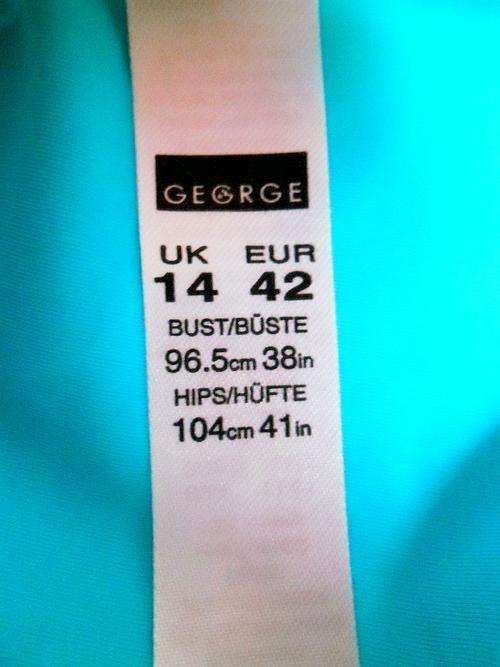 GEORGE
UK EUR
14 42
BUST/BÜSTE
96.5cm 38in
HIPS/HÜFTE
104cm 41in